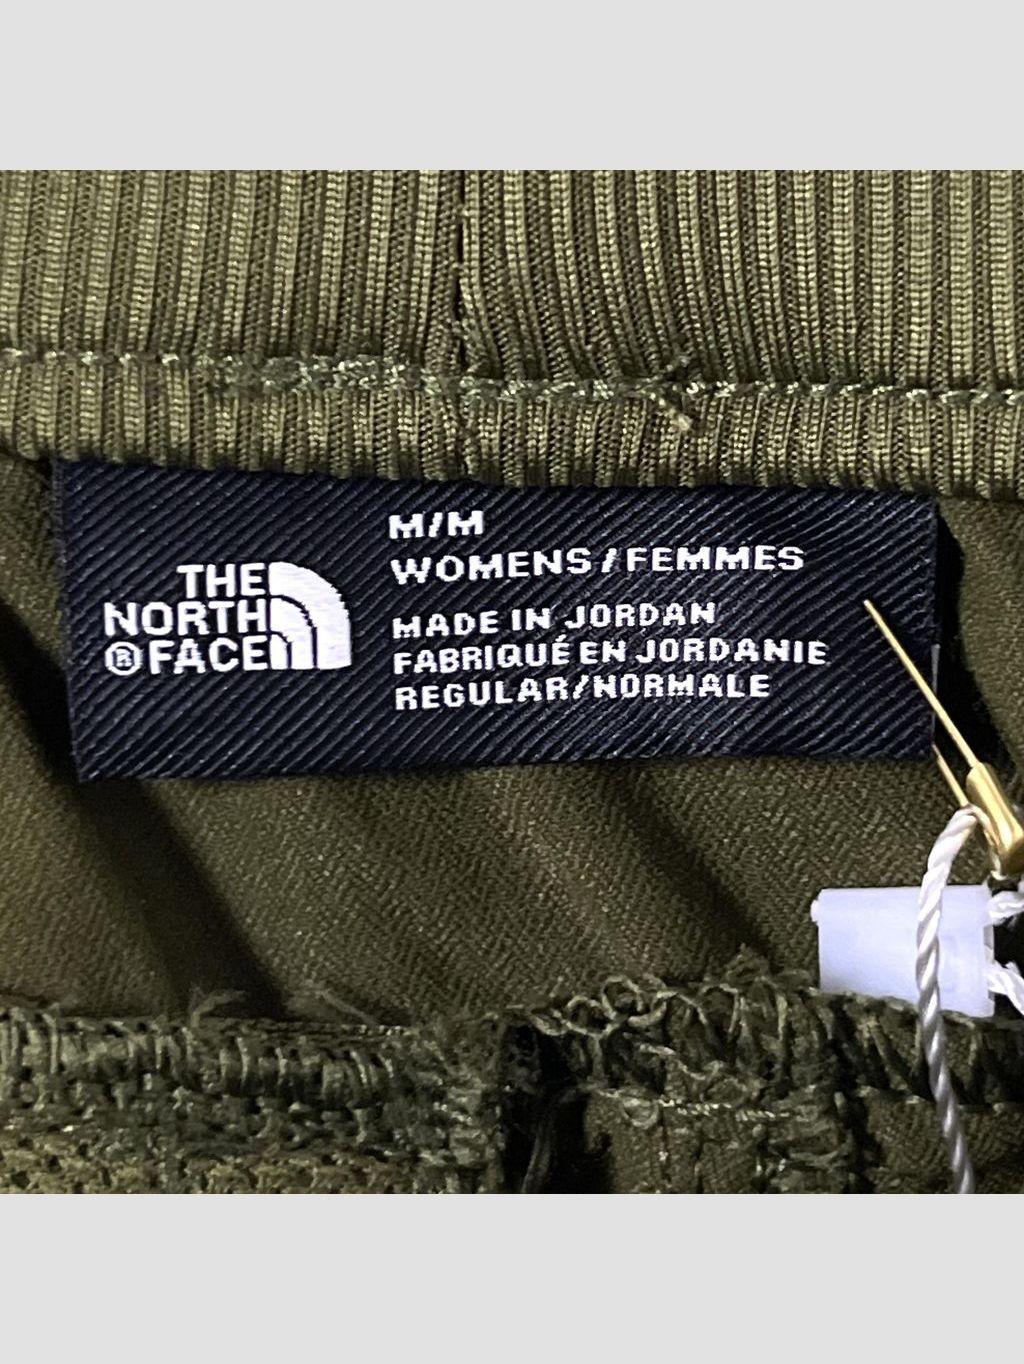 THE
NORTH
® FACE
M/M
WOMENS/FEMMES
MADE IN JORDAN
FABRIQUÉ EN JORDANIE
REGULAR/NORMALE